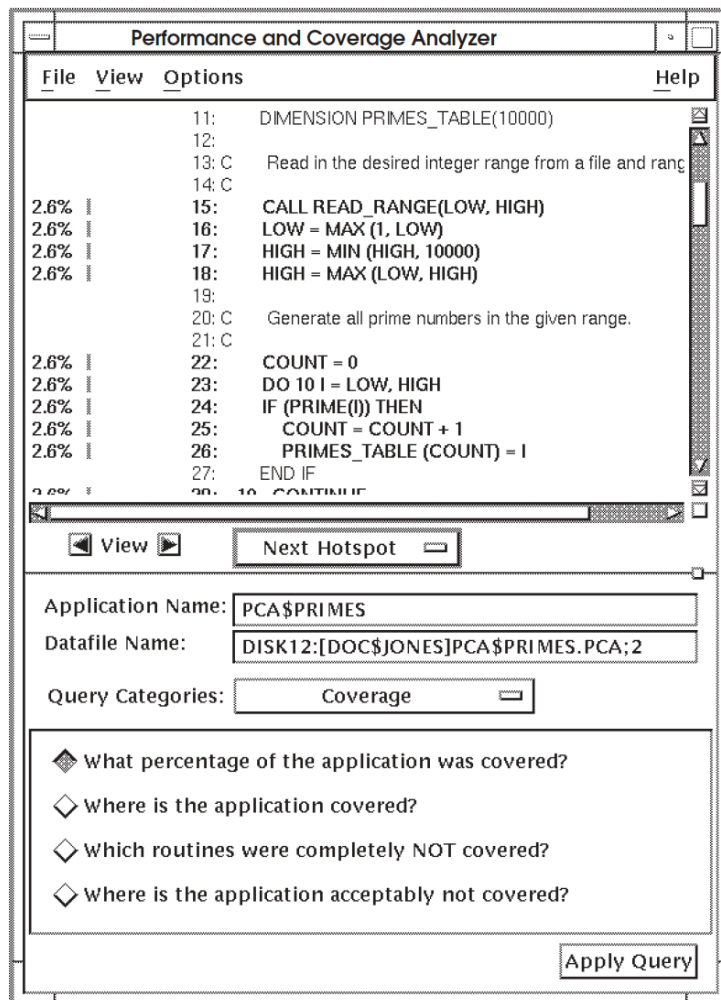 Performance and Coverage Analyzer
File View Options Help
11: DIMENSION PRIMES_TABLE(10000)
12:
13: C Read in the desired integer range from a file and rang
14: C
2.6% 15: CALL READ_RANGE(LOW, HIGH)
2.6% 16: LOW = MAX (1, LOW)
2.6% 17: HIGH = MIN (HIGH, 10000)
2.6% 18: HIGH = MAX (LOW, HIGH)
19:
20: C Generate all prime numbers in the given range.
21: C
2.6% 22: COUNT = 0
2.6% 23: DO 10 I = LOW, HIGH
2.6% 24: IF (PRIME(I)) THEN
2.6% 25: COUNT = COUNT + 1
2.6% 26: PRIMES_TABLE (COUNT) = I
27: END IF
2.6% 28: 10 CONTINUE
View Next Hotspot
Application Name: PCA$PRIMES
Datafile Name: DISK12:[DOC$JONES]PCA$PRIMES.PCA;2
Query Categories: Coverage
What percentage of the application was covered?
Where is the application covered?
Which routines were completely NOT covered?
Where is the application acceptably not covered?
Apply Query